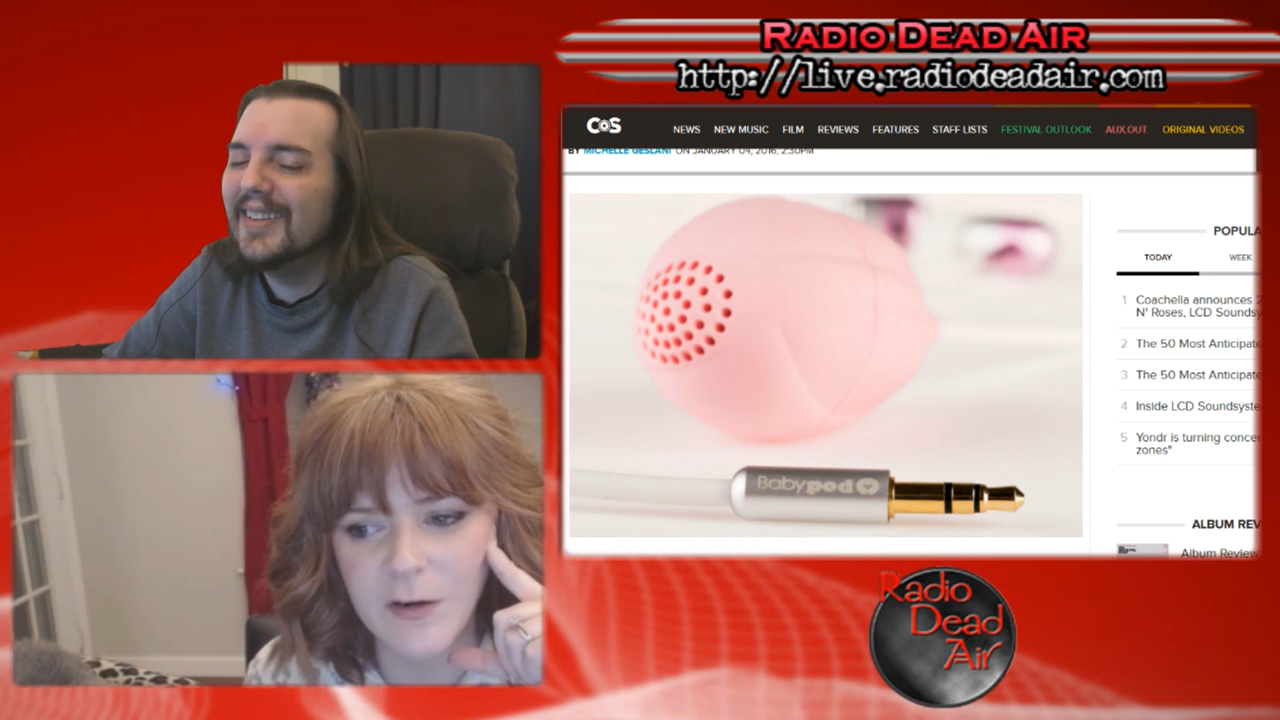 Radio Dead Air
http://live.radiodeadair.com
COS
NEWS NEW MUSIC FILM REVIEWS FEATURES STAFF LISTS FESTIVAL OUTLOOK AUX.OUT. ORIGINAL VIDEOS
BY MICHELLE GESLANI ON JANUARY 04, 2016, 2:30PM
POPULA
TODAY WEEK
1 Coachella announces 2
N' Roses, LCD Soundsy
2 The 50 Most Anticipate
3 The 50 Most Anticipate
4 Inside LCD Soundsyste
5 Yondr is turning conce
zones"
Babypod
ALBUM REV
Album Review
Radio
Dead
Air